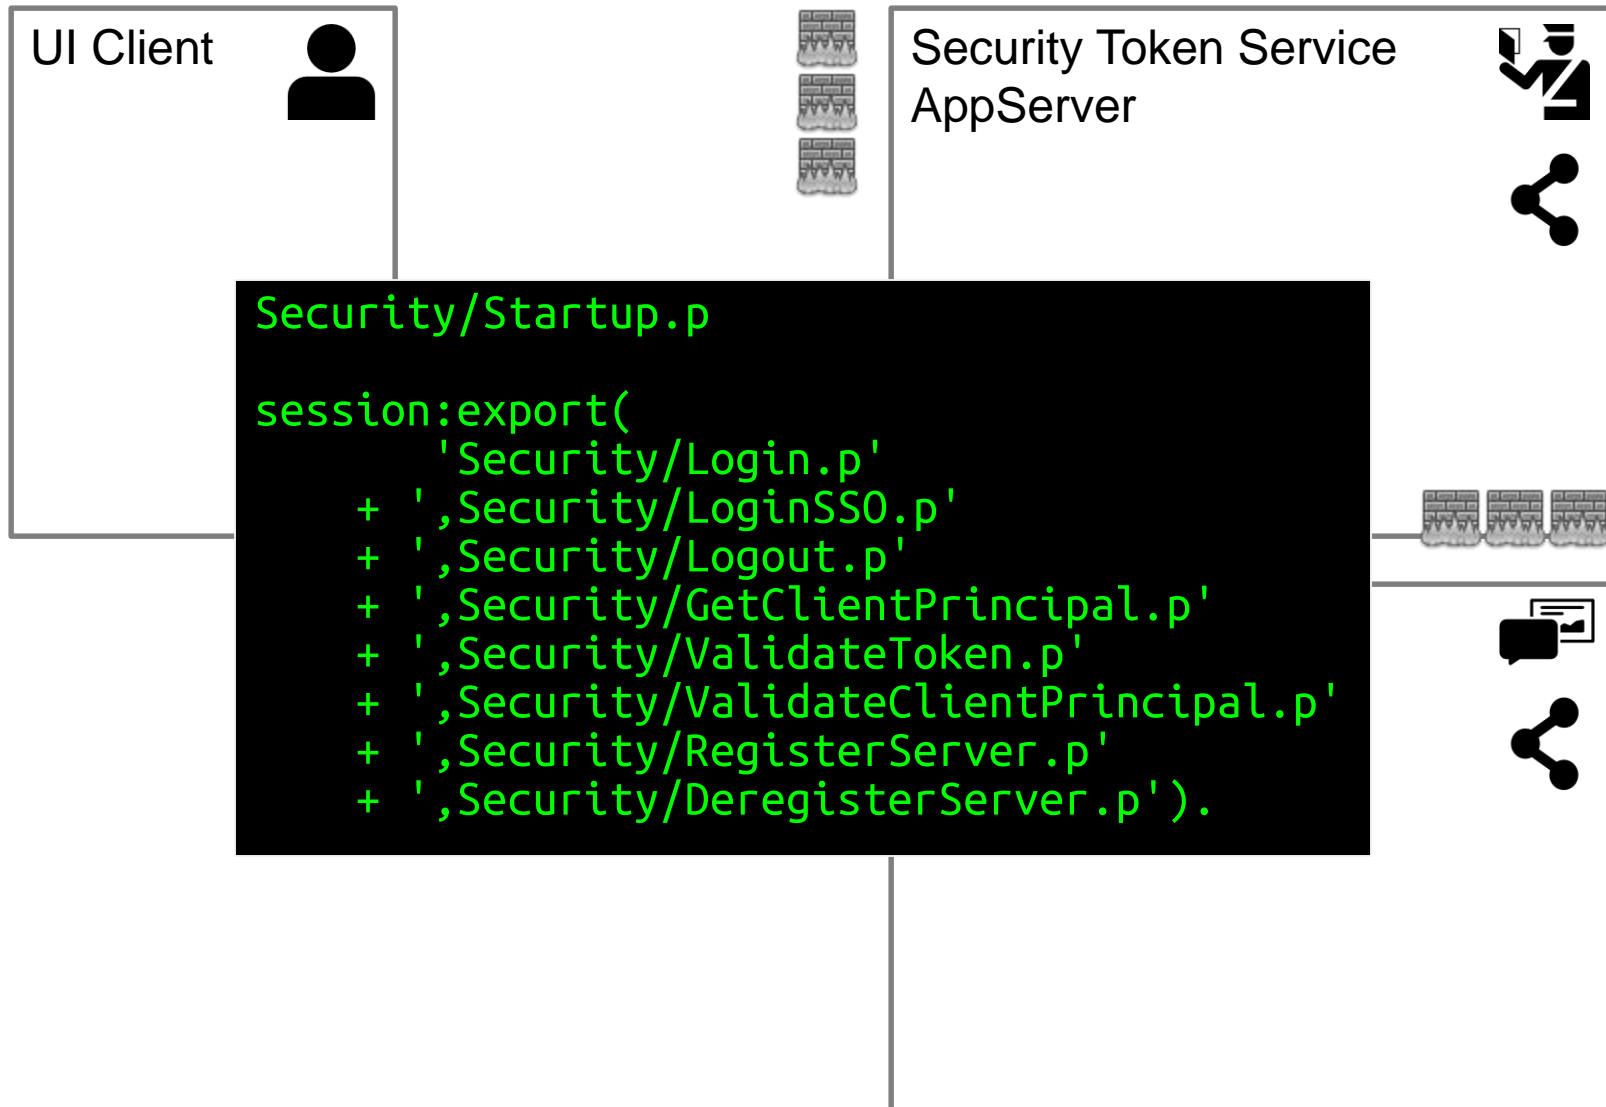 UI Client
Security Token Service
AppServer
Security/Startup.p
session:export(
'Security/Login.p'
+ ',Security/LoginSSO.p'
+ ',Security/Logout.p'
+ ',Security/GetClientPrincipal.p'
+ ',Security/ValidateToken.p'
+ ',Security/ValidateClientPrincipal.p'
+ ',Security/RegisterServer.p'
+ ',Security/DeregisterServer.p').